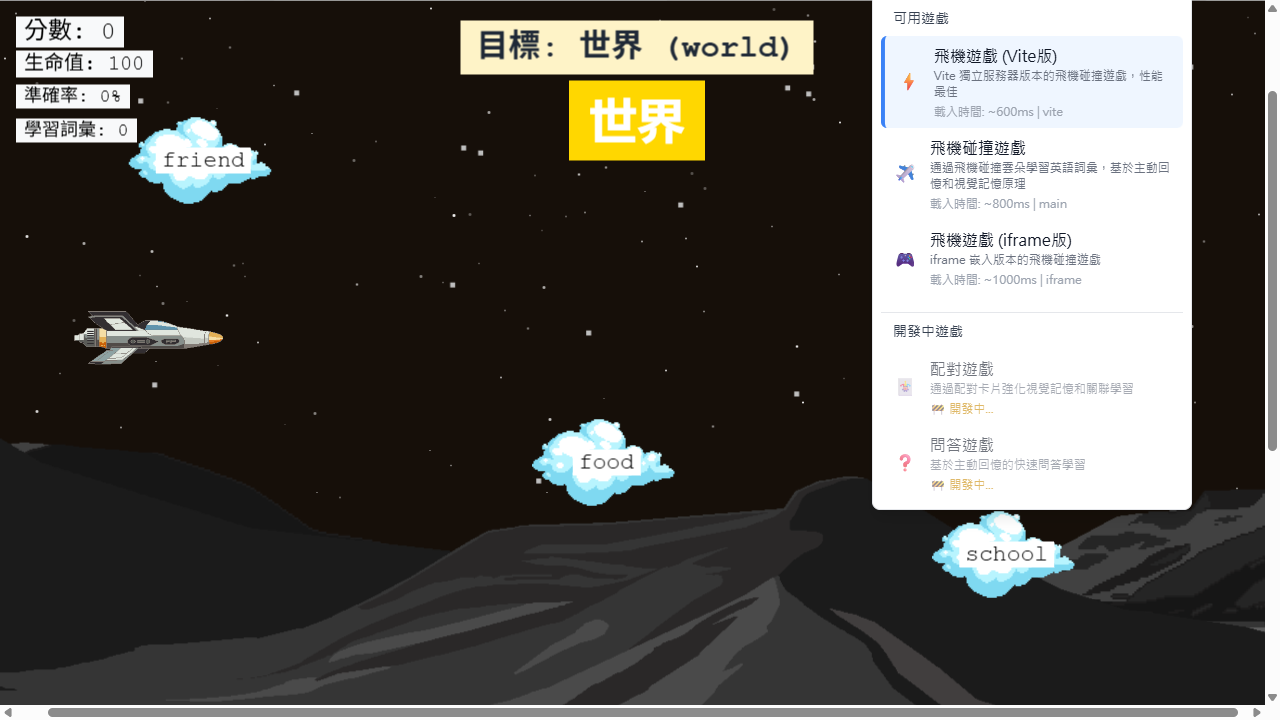 分數: 0
生命值: 100
準確率: 0%
學習詞彙: 0
friend
目標: 世界 (world)
世界
food
school
可用遊戲
飛機遊戲 (Vite版)
Vite 獨立服務器版本的飛機碰撞遊戲，性能
最佳
載入時間: ~600ms | vite
飛機碰撞遊戲
通過飛機碰撞雲朵學習英語詞彙，基於主動回
憶和視覺記憶原理
載入時間: ~800ms | main
飛機遊戲 (iframe版)
iframe 嵌入版本的飛機碰撞遊戲
載入時間: ~1000ms | iframe
開發中遊戲
配對遊戲
通過配對卡片強化視覺記憶和關聯學習
🚧 開發中...
問答遊戲
基於主動回憶的快速問答學習
🚧 開發中...